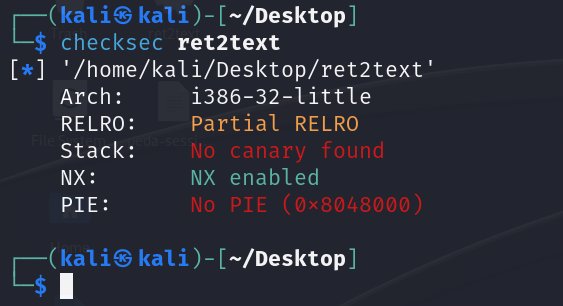 ┌──(kali㉿kali)-[~/Desktop]
└─$ checksec ret2text
[*] '/home/kali/Desktop/ret2text'
Arch: i386-32-little
RELRO: Partial RELRO
Stack: No canary found
NX: NX enabled
PIE: No PIE (0×8048000)
┌──(kali㉿kali)-[~/Desktop]
└─$